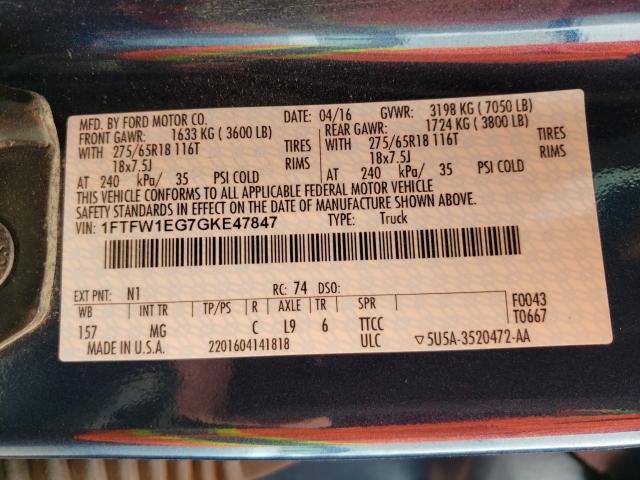 MFD. BY FORD MOTOR CO. DATE: 04/16 GVWR: 3198 KG ( 7050 LB)
FRONT GAWR: 1633 KG ( 3600 LB) REAR GAWR: 1724 KG ( 3800 LB)
WITH 275/65R18 116T TIRES WITH 275/65R18 116T TIRES
18x7.5J RIMS 18x7.5J RIMS
AT 240 kPa/ 35 PSI COLD AT 240 kPa/ 35 PSI COLD
THIS VEHICLE CONFORMS TO ALL APPLICABLE FEDERAL MOTOR VEHICLE
SAFETY STANDARDS IN EFFECT ON THE DATE OF MANUFACTURE SHOWN ABOVE.
VIN: 1FTFW1EG7GKE47847 TYPE: Truck
EXT PNT: N1 RC: 74 DSO: F0043
WB INT TR TP/PS R AXLE TR SPR T0667
157 MG C L9 6 TTCC
MADE IN U.S.A. 2201604141818 ULC ▽5U5A-3520472-AA